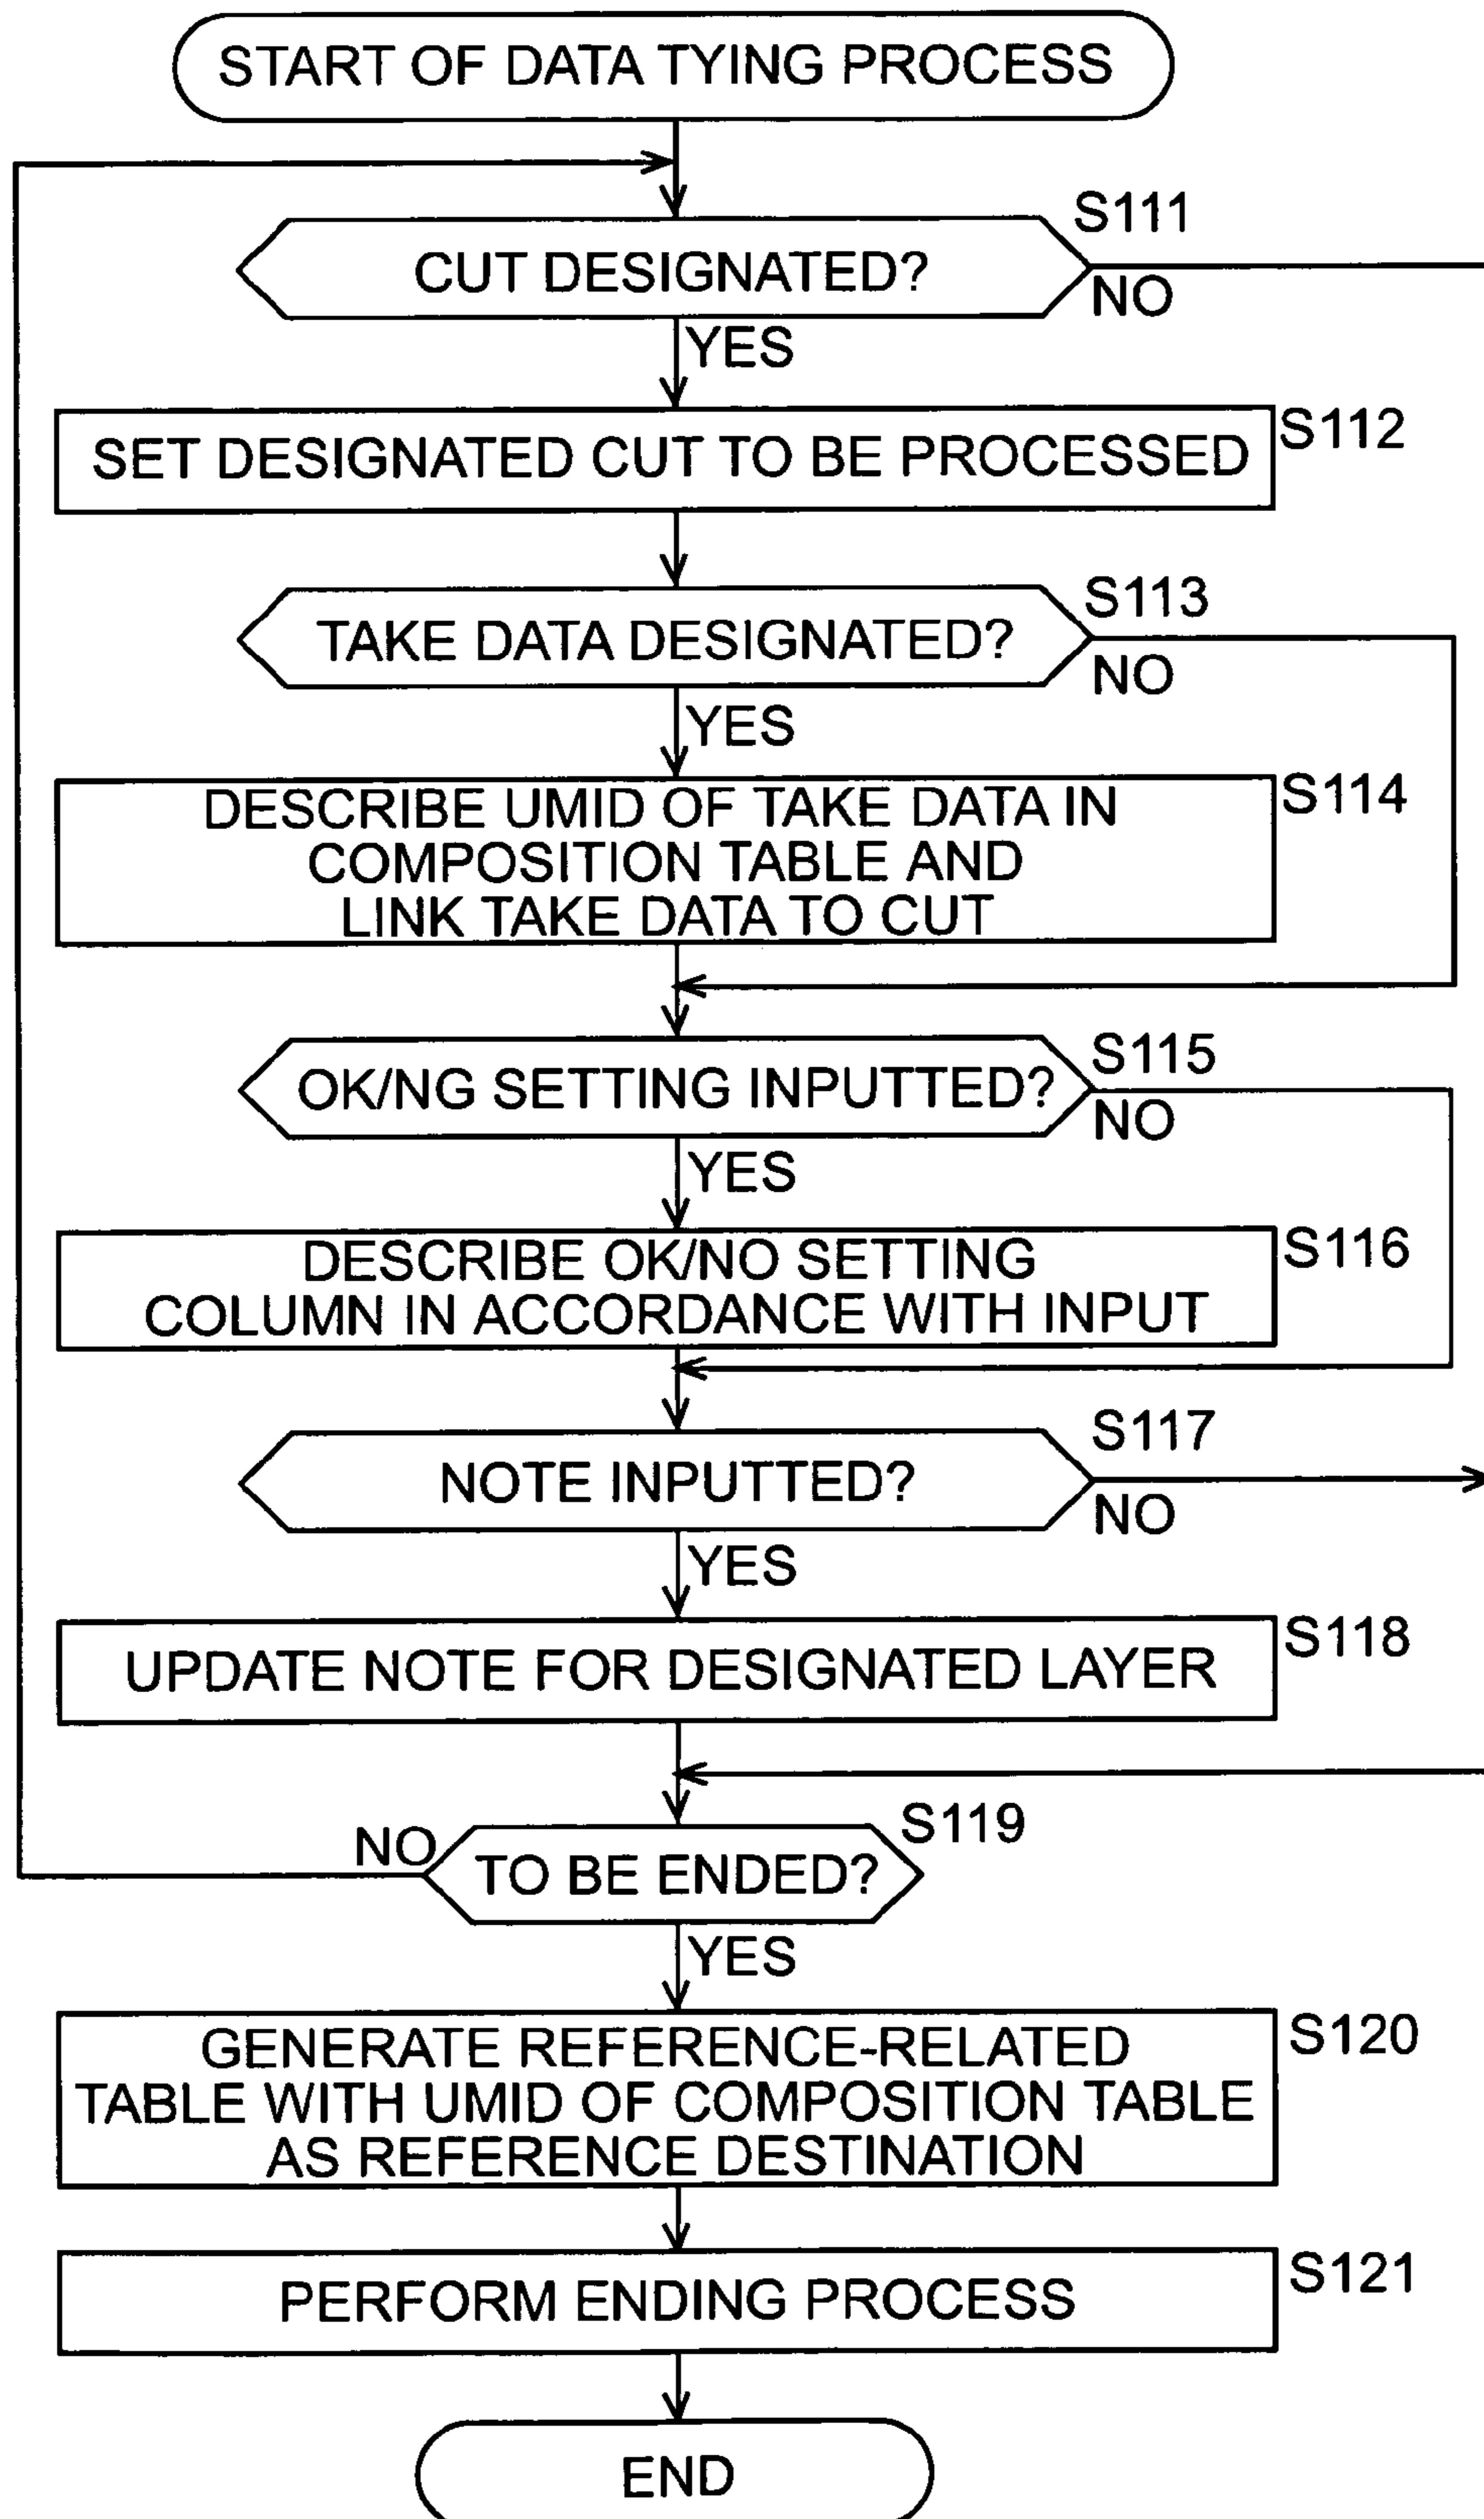 START OF DATA TYING PROCESS
S111
CUT DESIGNATED?
NO
YES
SET DESIGNATED CUT TO BE PROCESSED
S112
S113
TAKE DATA DESIGNATED?
NO
YES
S114
DESCRIBE UMID OF TAKE DATA IN
COMPOSITION TABLE AND
LINK TAKE DATA TO CUT
S115
OK/NG SETTING INPUTTED?
NO
YES
S116
DESCRIBE OK/NO SETTING
COLUMN IN ACCORDANCE WITH INPUT
S117
NOTE INPUTTED?
NO
YES
S118
UPDATE NOTE FOR DESIGNATED LAYER
S119
NO
TO BE ENDED?
YES
S120
GENERATE REFERENCE-RELATED
TABLE WITH UMID OF COMPOSITION TABLE
AS REFERENCE DESTINATION
S121
PERFORM ENDING PROCESS
END